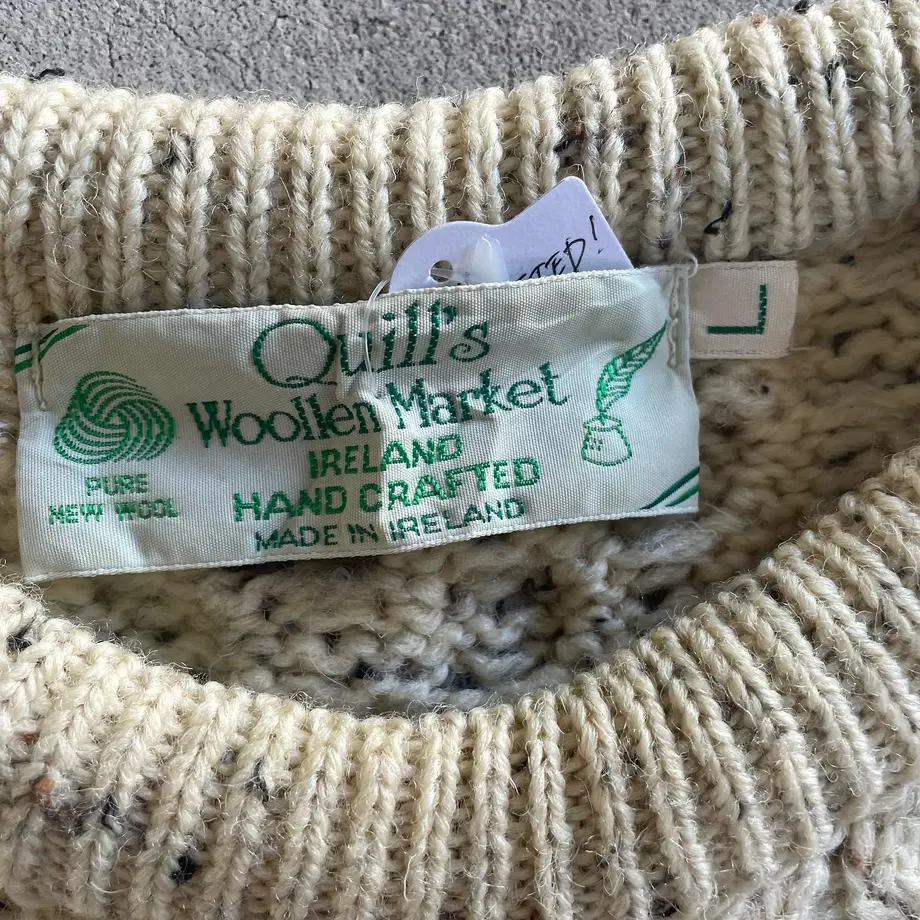 Quill's
Woollen Market
IRELAND
HAND CRAFTED
MADE IN IRELAND
PURE
NEW WOOL
L